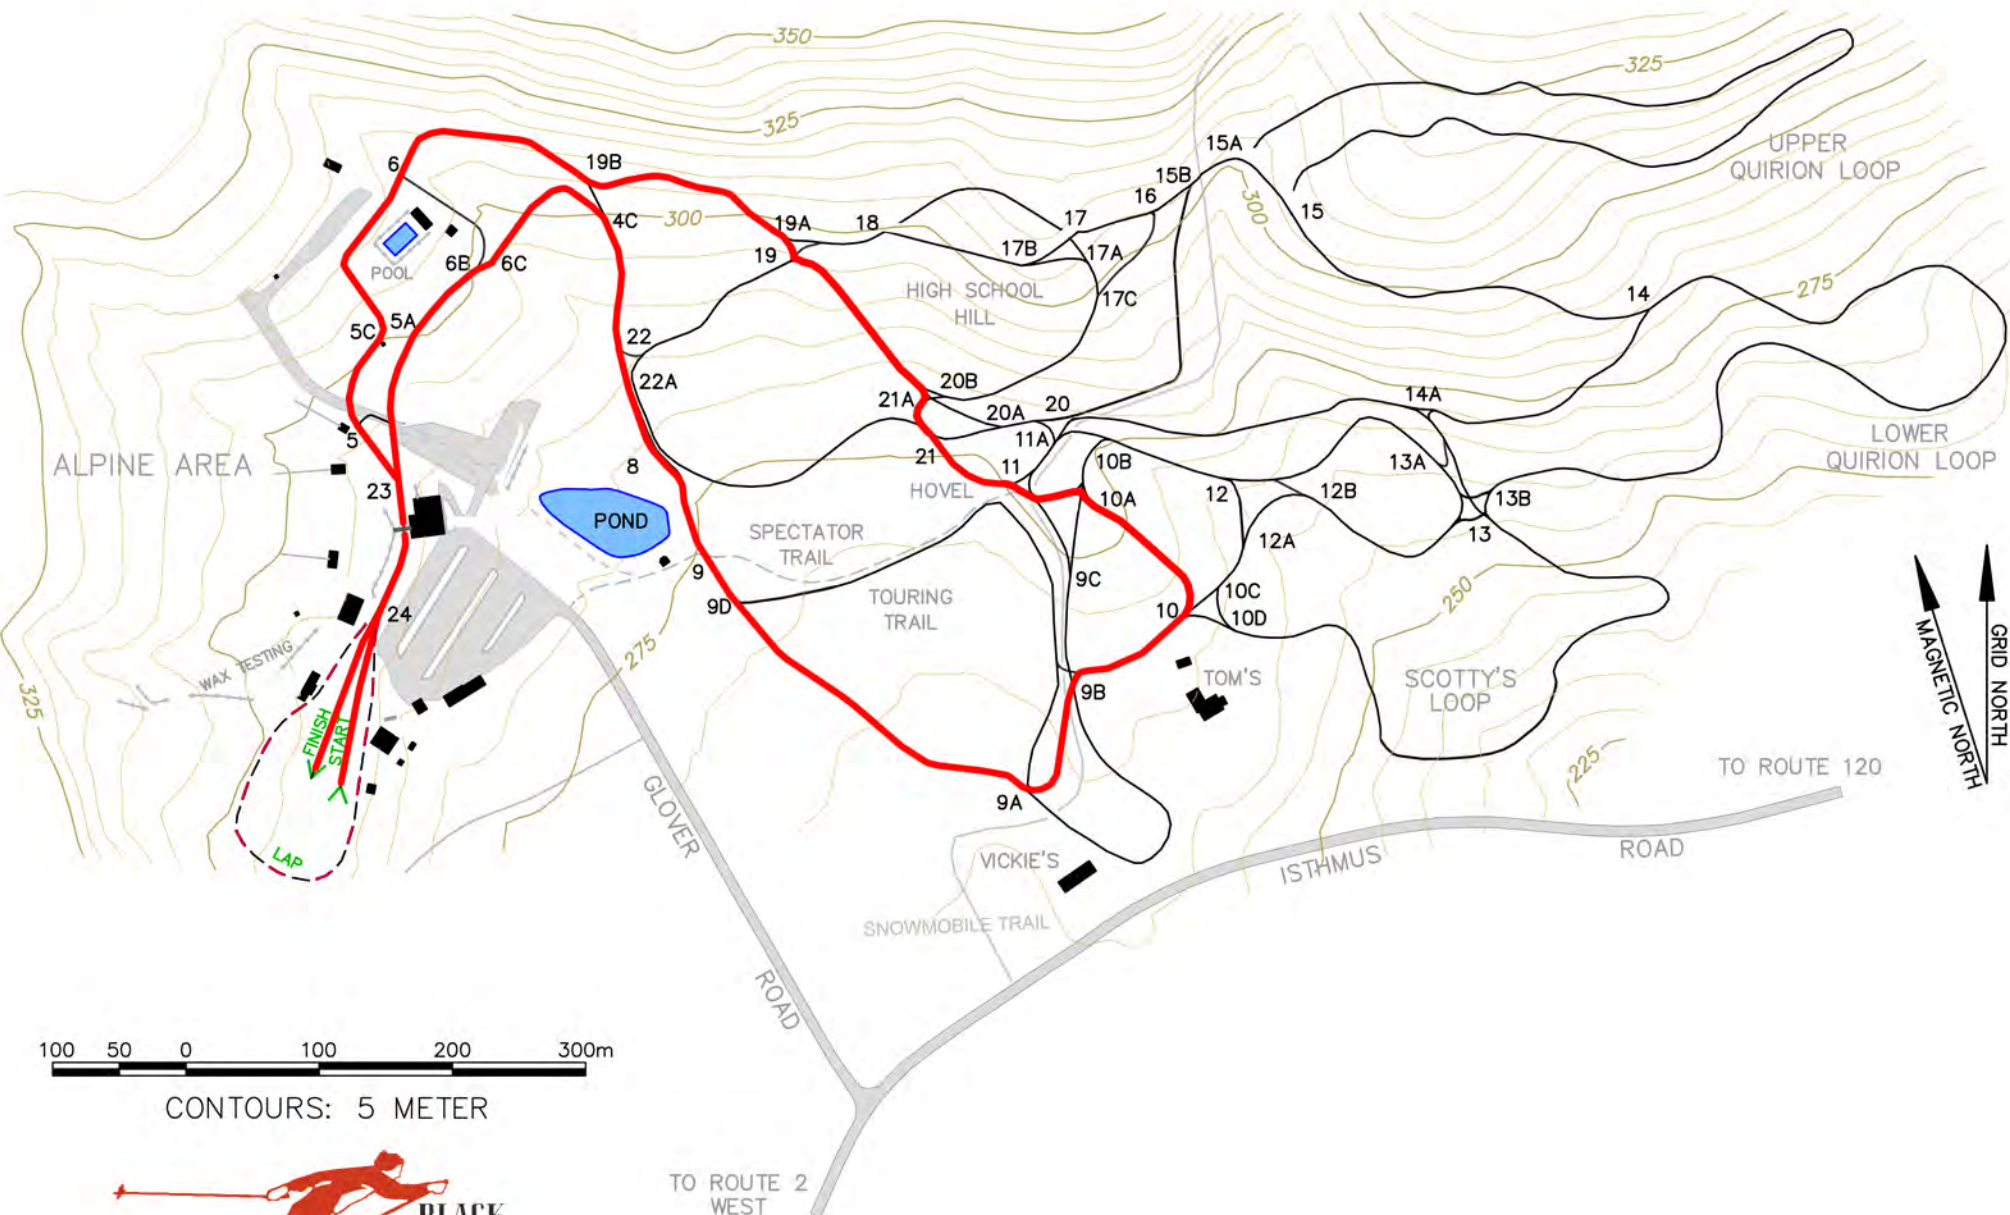 350
325
325
6
19B
4C
300
19A
19
18
17
17B
17A
17C
16
15B
15A
15
300
UPPER
QUIRION LOOP
POOL
6B
6C
5C
5A
HIGH SCHOOL
HILL
14
275
22
22A
20B
21A
20A
20
14A
5
ALPINE AREA
8
21
11A
11
10B
13A
LOWER
QUIRION LOOP
23
HOVEL
10A
12
12B
13B
POND
SPECTATOR
TRAIL
12A
13
9
9C
9D
TOURING
TRAIL
10C
10
10D
250
24
275
WAX TESTING
325
9B
TOM'S
SCOTTY'S
LOOP
MAGNETIC NORTH
GRID NORTH
FINISH
START
225
TO ROUTE 120
9A
GLOVER
ROAD
LAP
VICKIE'S
ISTHMUS
ROAD
SNOWMOBILE TRAIL
100 50 0 100 200 300m
CONTOURS: 5 METER
TO ROUTE 2
WEST
BLACK